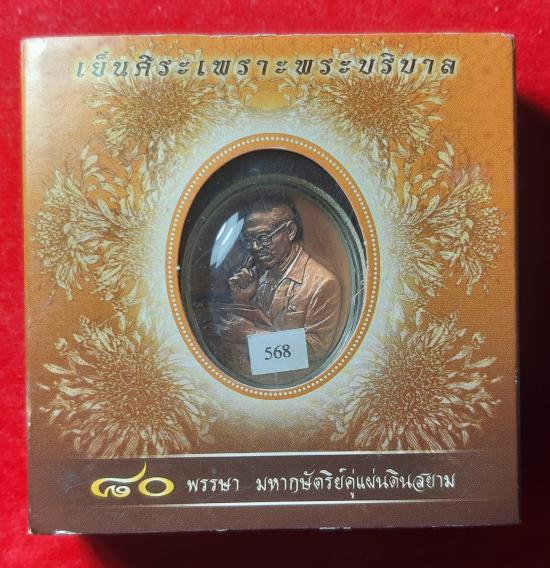 เย็นศิระเพราะพระบริบาล
568
๘๐ พรรษา มหากษัตริย์คู่แผ่นดินสยาม